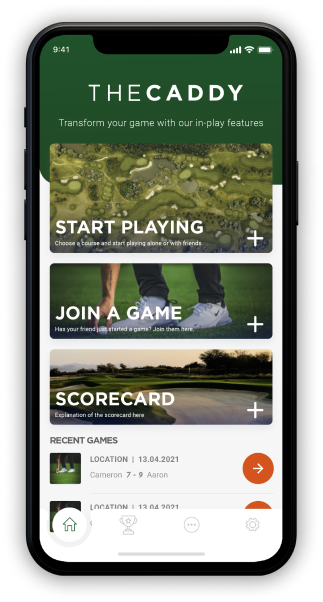 9:41
THECADDY
Transform your game with our in-play features
START PLAYING
Choose a course and start playing alone or with friends
JOIN A GAME
Has your friend just started a game? Join them here.
SCORECARD
Explanation of the scorecard here
RECENT GAMES
LOCATION | 13.04.2021
Cameron 7 - 9 Aaron
LOCATION | 13.04.2021